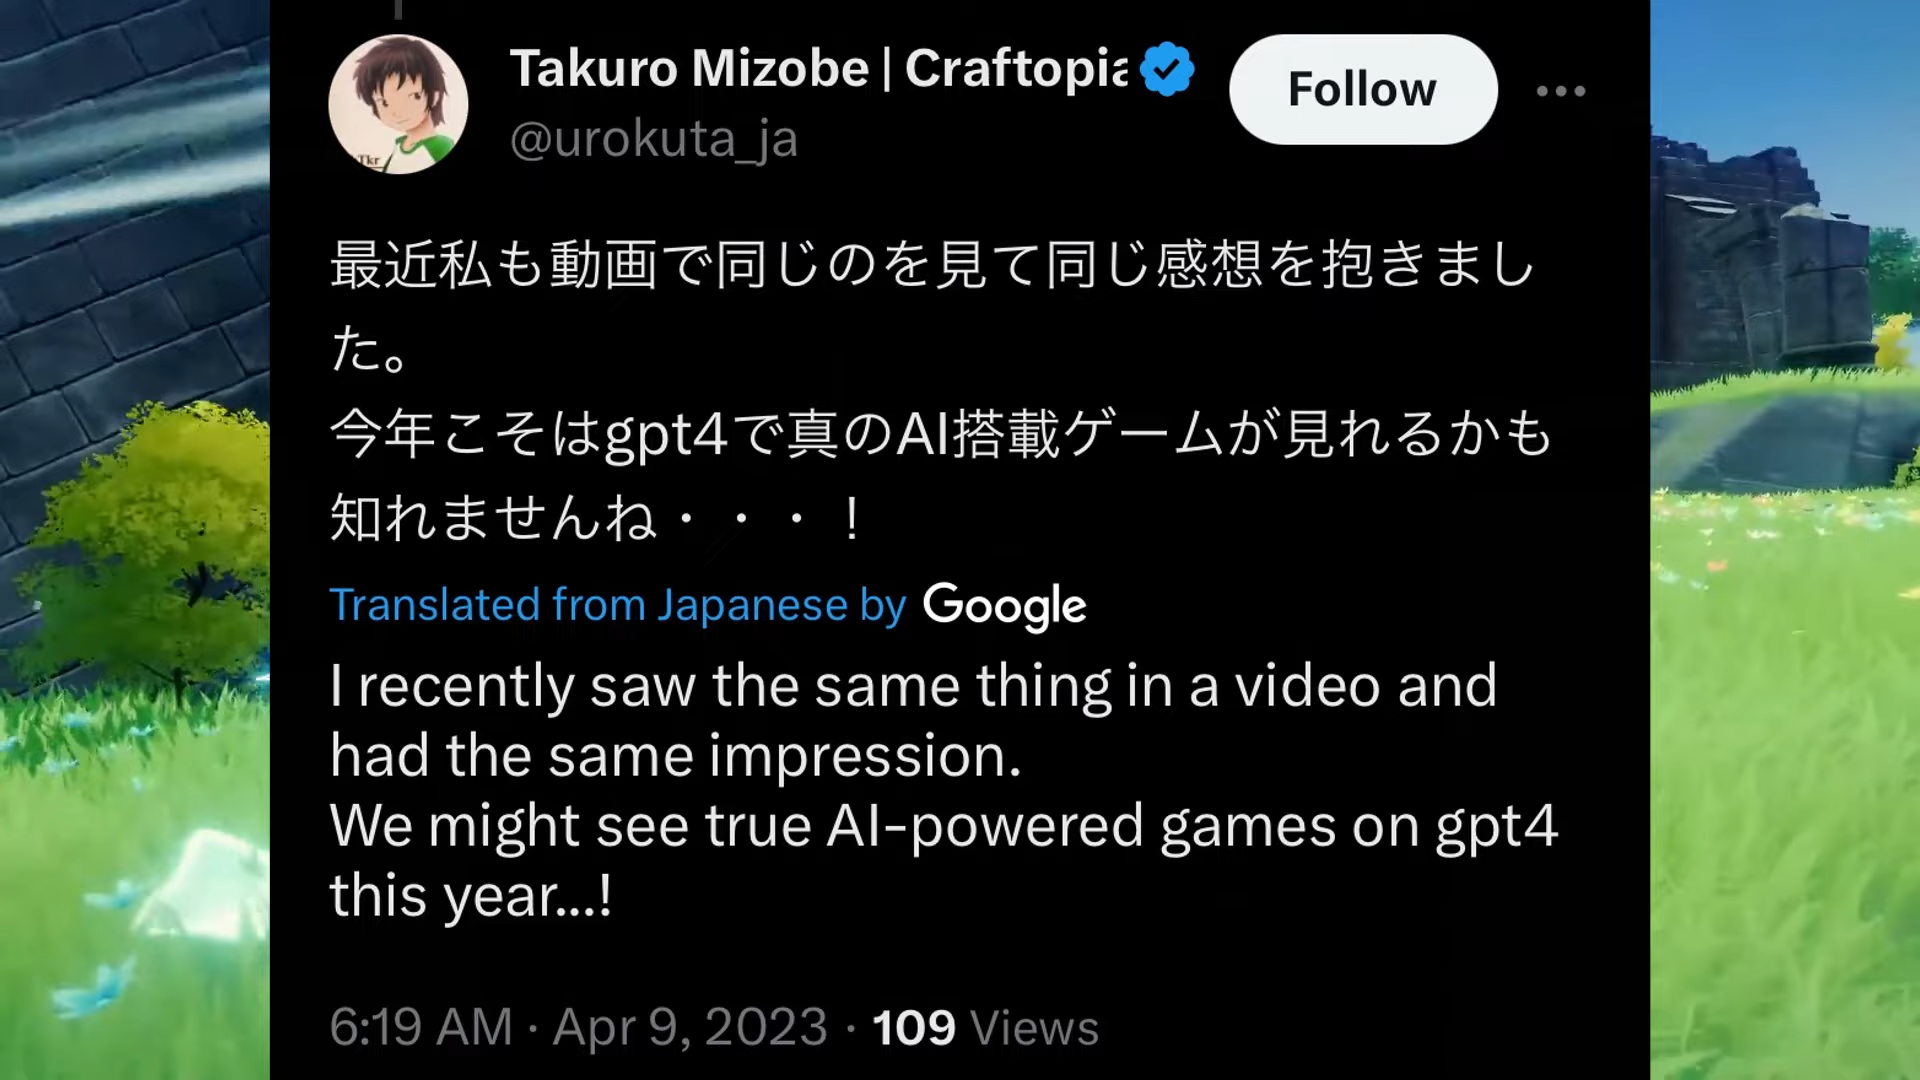 Takuro Mizobe | Craftopia
Follow
@urokuta_ja
Tkr
最近私も動画で同じのを見て同じ感想を抱きまし
た。
今年こそはgpt4で真のAI搭載ゲームが見れるかも
知れませんね・・・！
Translated from Japanese by Google
I recently saw the same thing in a video and
had the same impression.
We might see true AI-powered games on gpt4
this year...!
6:19 AM · Apr 9, 2023 · 109 Views